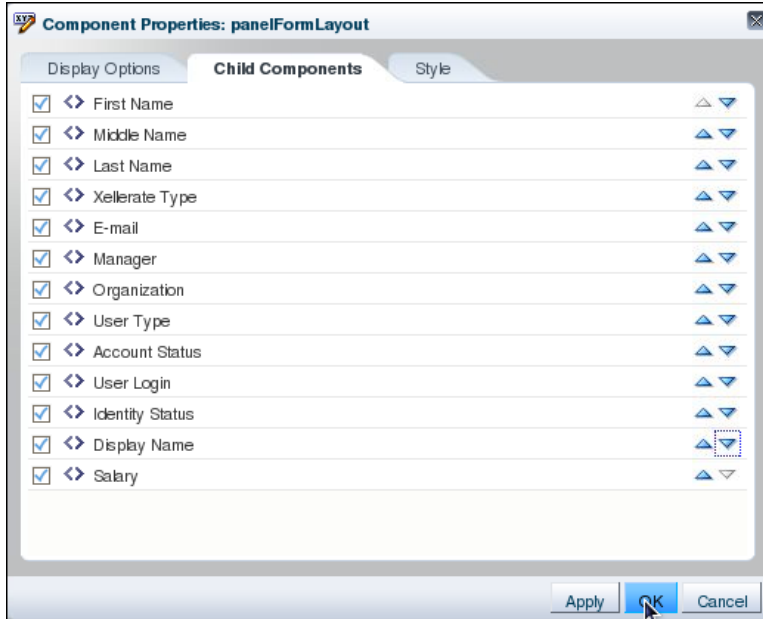 Component Properties: panelFormLayout
Display Options Child Components Style
First Name
Middle Name
Last Name
Xellerate Type
E-mail
Manager
Organization
User Type
Account Status
User Login
Identity Status
Display Name
Salary
Apply OK Cancel